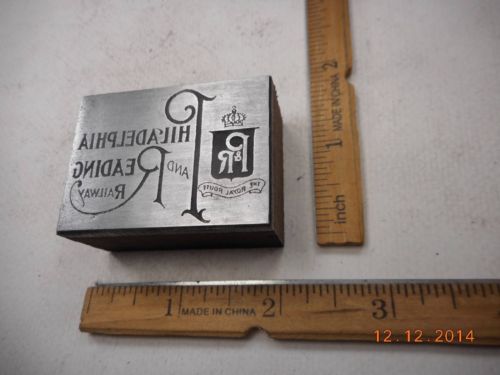 PHILADELPHIA
AND READING
RAILWAY
P&R
THE ROYAL ROUTE
1 2
MADE IN CHINA
inch
1 2 3
MADE IN CHINA
12.12.2014